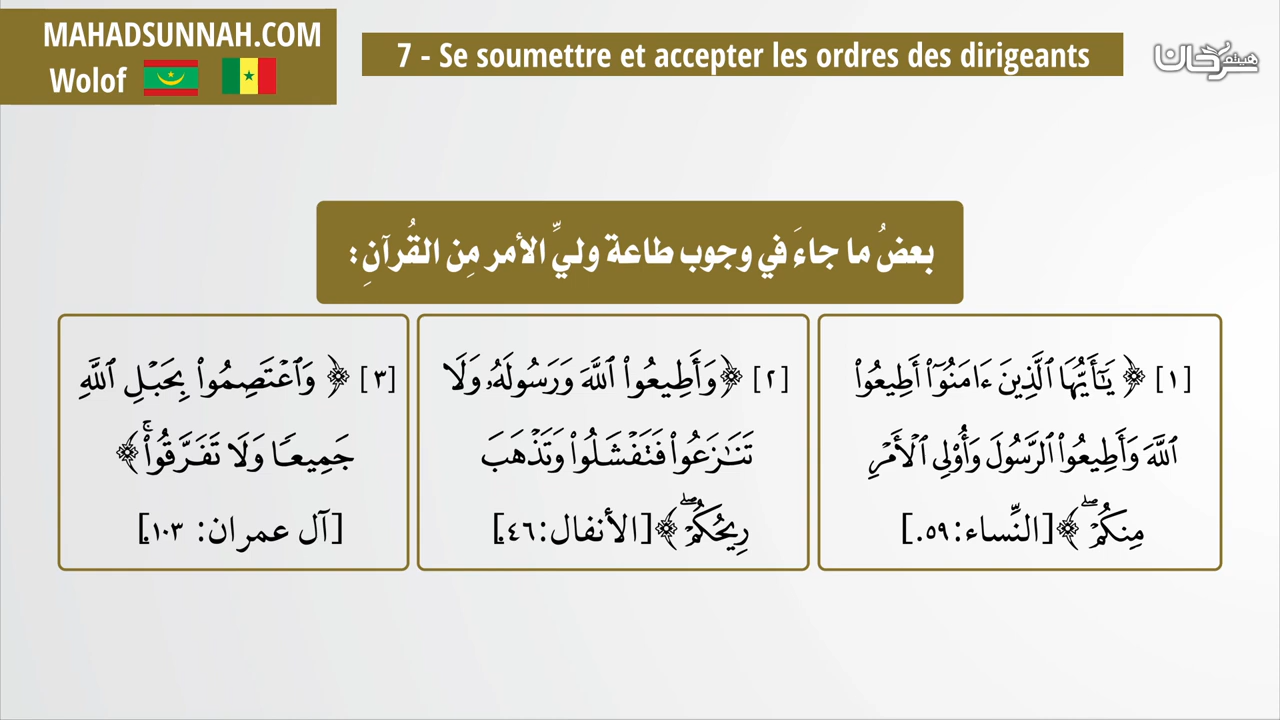 MAHADSUNNAH.COM
Wolof
7 - Se soumettre et accepter les ordres des dirigeants
هيثم سرحان
بعضُ ما جاءَ في وجوب طاعة وليِّ الأمر مِن القُرآنِ:
[١] ﴿ يَٰٓأَيُّهَا ٱلَّذِينَ ءَامَنُوٓا۟ أَطِيعُوا۟
ٱللَّهَ وَأَطِيعُوا۟ ٱلرَّسُولَ وَأُو۟لِى ٱلْأَمْرِ
مِنكُمْ ۖ ﴾ [النِّساء: ٥٩].
[٢] ﴿ وَأَطِيعُوا۟ ٱللَّهَ وَرَسُولَهُۥ وَلَا
تَنَٰزَعُوا۟ فَتَفْشَلُوا۟ وَتَذْهَبَ
رِيحُكُمْ ۖ ﴾ [الأنفال: ٤٦].
[٣] ﴿ وَٱعْتَصِمُوا۟ بِحَبْلِ ٱللَّهِ
جَمِيعًا وَلَا تَفَرَّقُوا۟ ۚ ﴾
[آل عمران: ١٠٣].